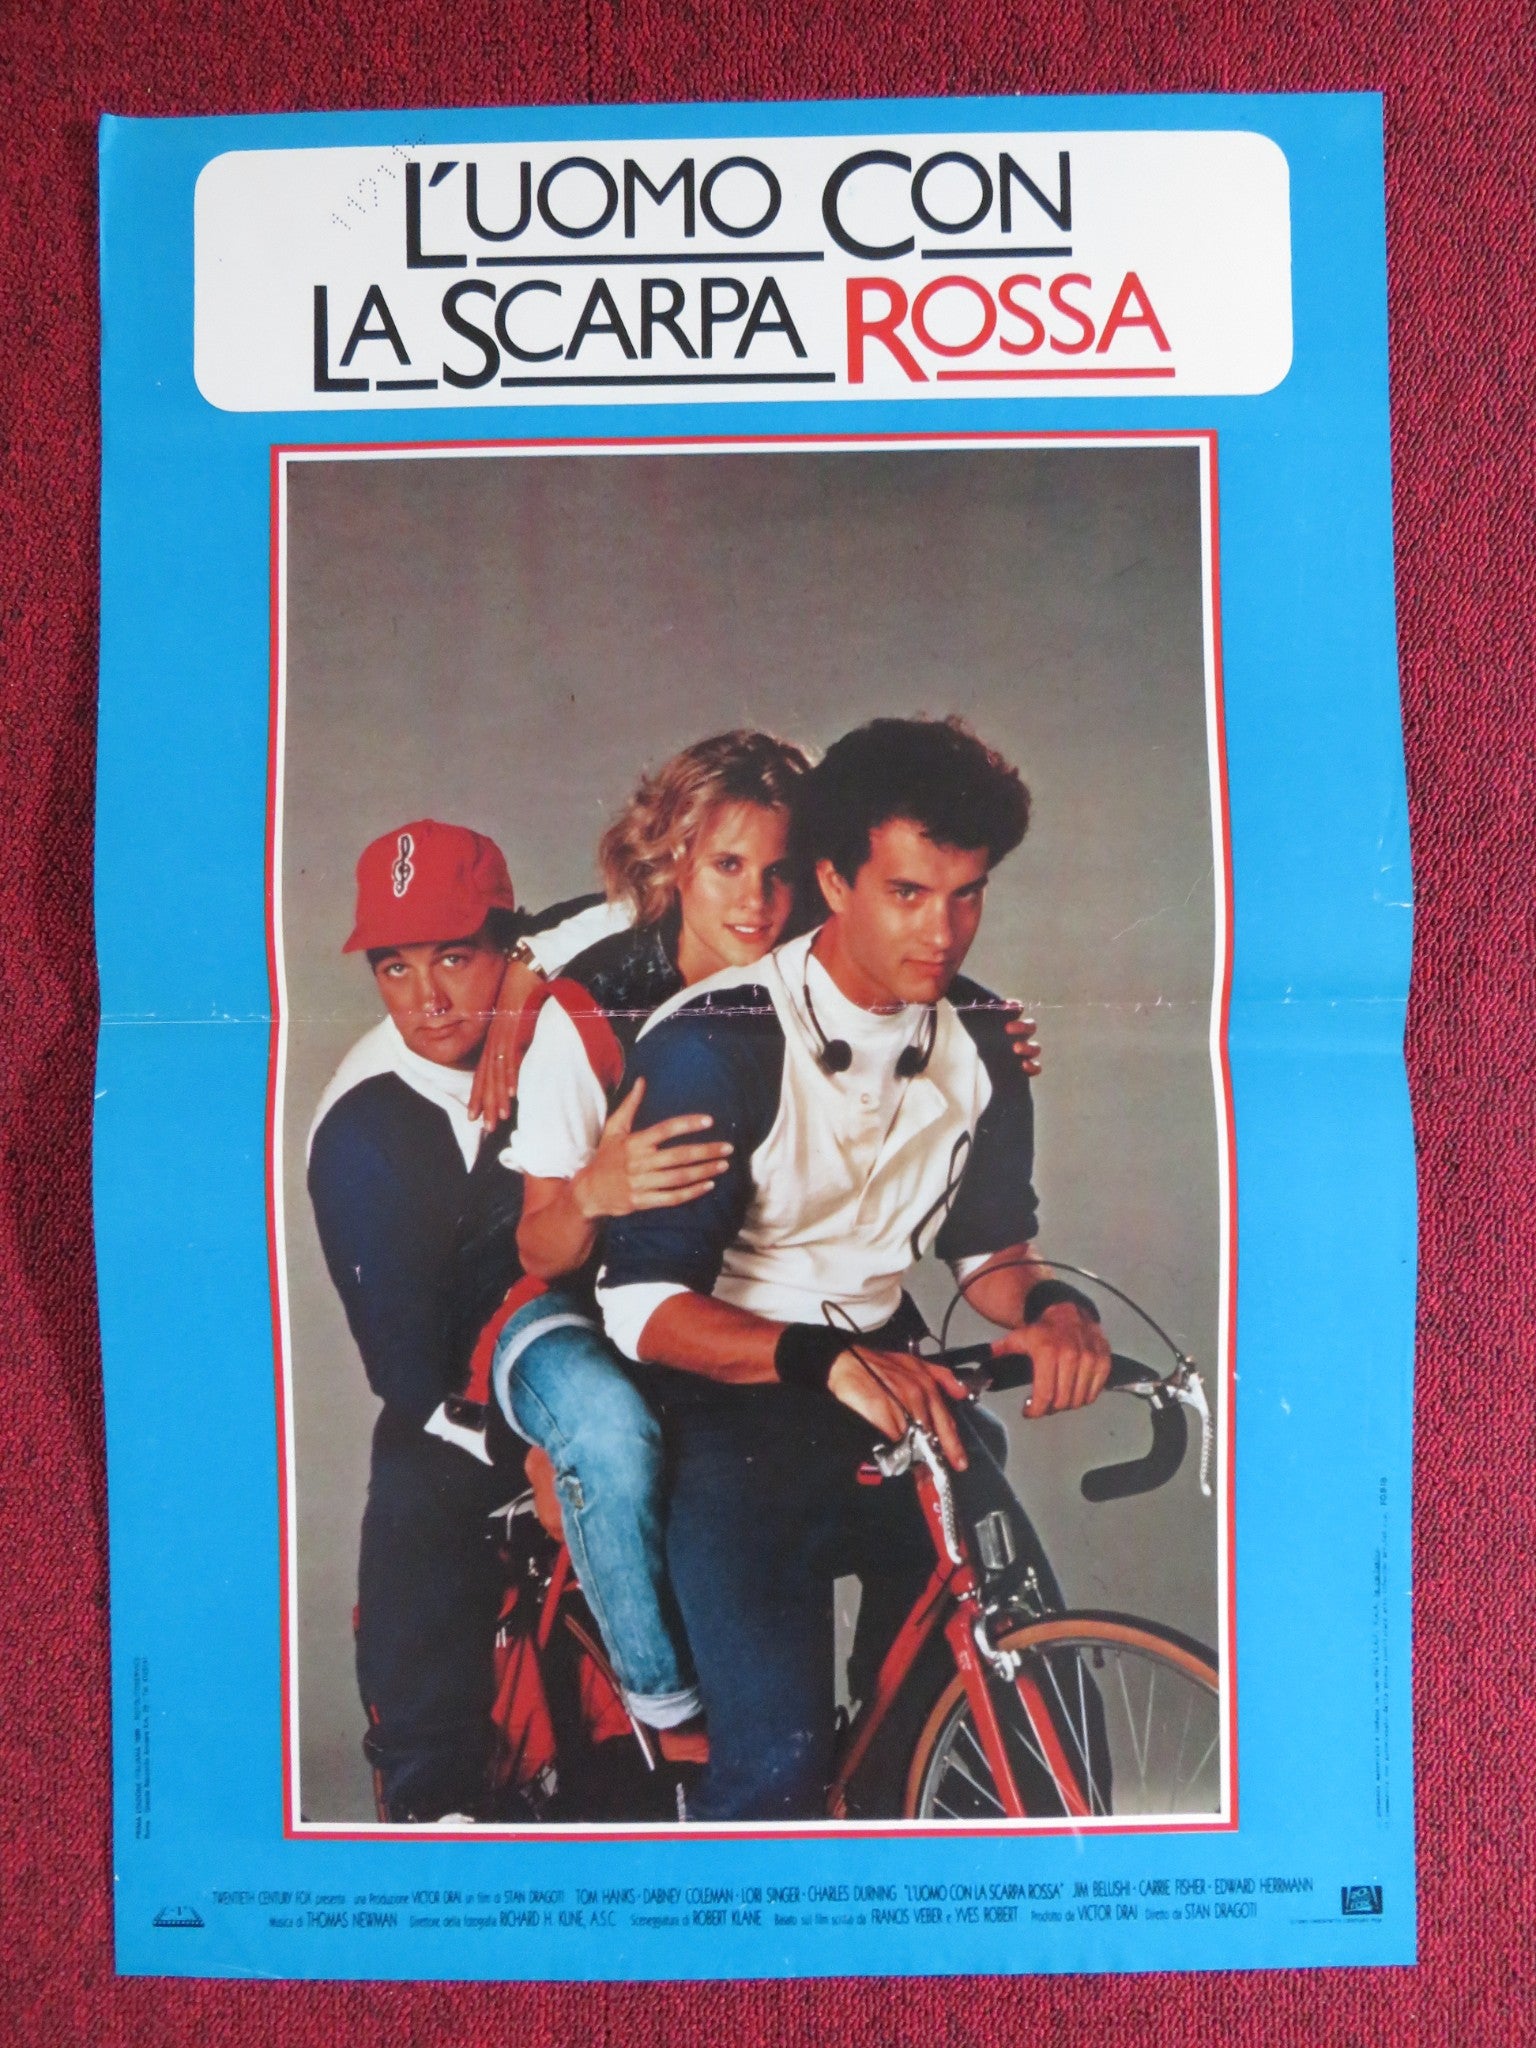 L'UOMO CON
LA SCARPA ROSSA
TWENTIETH CENTURY FOX presenta una Produzione VICTOR DRAI un film di STAN DRAGOTI TOM HANKS · DABNEY COLEMAN · LORI SINGER · CHARLES DURNING "L'UOMO CON LA SCARPA ROSSA" JIM BELUSHI · CARRIE FISHER · EDWARD HERRMANN
Musica di THOMAS NEWMAN Direttore della fotografia RICHARD H. KLINE, A.S.C. Sceneggiatura di ROBERT KLANE Basato sul film scritto da FRANCIS VEBER e YVES ROBERT Prodotto da VICTOR DRAI Diretto da STAN DRAGOTI